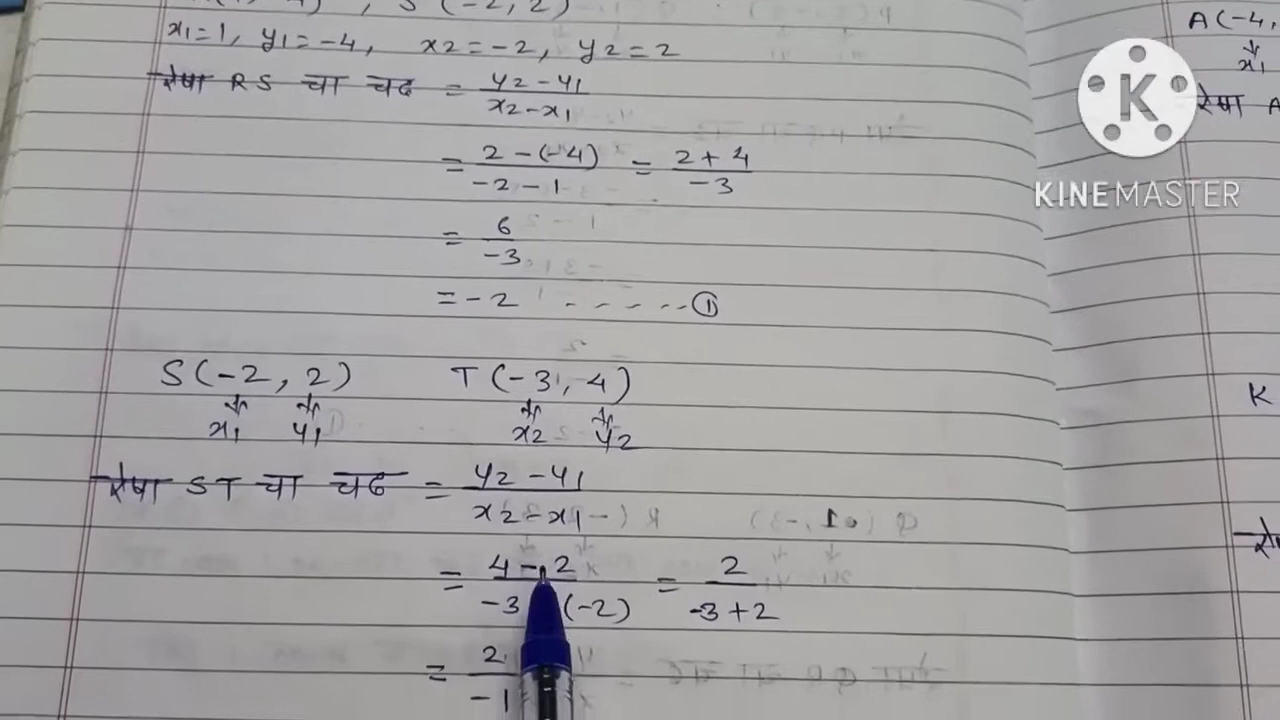 S(-2, 2)
x1=1, y1=-4, x2=-2, y2=2
रेषा RS चा चढ = y2-y1 / x2-x1
= 2-(-4) / -2-1 = 2+4 / -3
= 6 / -3
= -2 ----- ①
S(-2, 2) T(-3, 4)
x1 y1 x2 y2
रेषा ST चा चढ = y2-y1 / x2-x1
= 4-2 / -3 (-2) = 2 / -3+2
= 2 / -1
A(-4,
x1
रेषा A
K
K
KINEMASTER